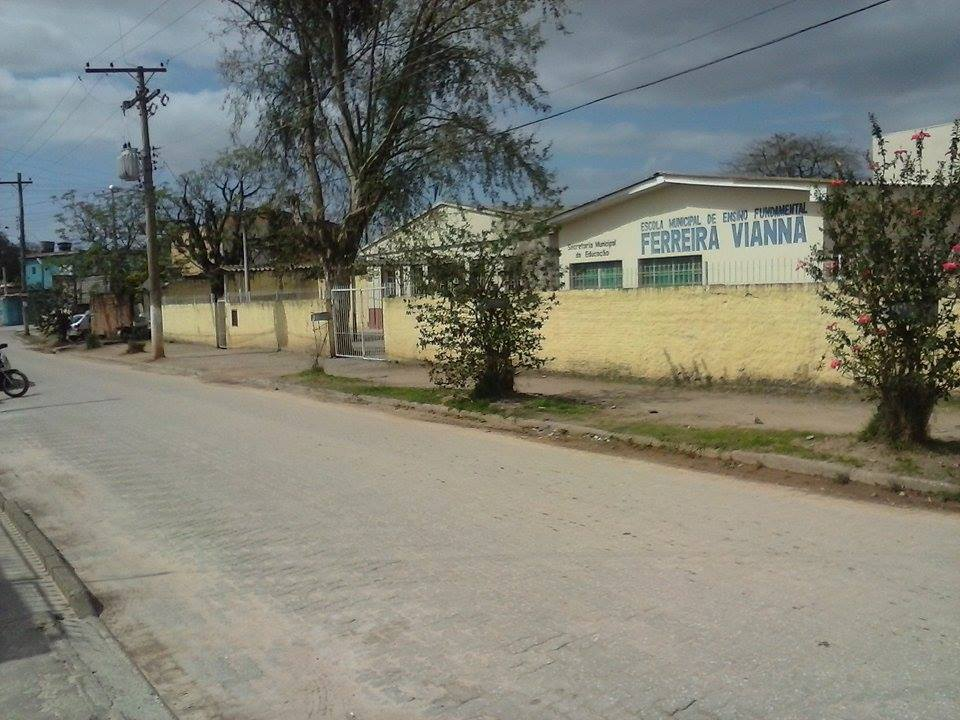 ESCOLA MUNICIPAL DE ENSINO FUNDAMENTAL
FERREIRA VIANNA
Secretaria Municipal
de Educação